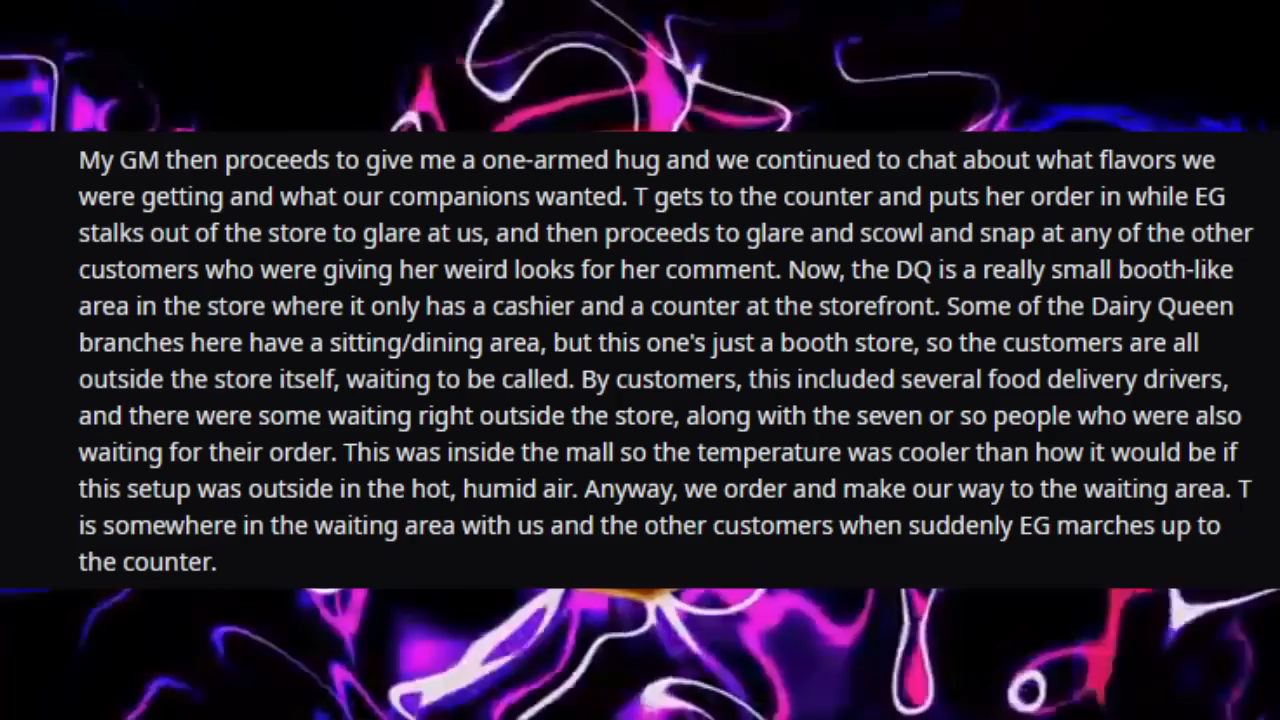 My GM then proceeds to give me a one-armed hug and we continued to chat about what flavors we
were getting and what our companions wanted. T gets to the counter and puts her order in while EG
stalks out of the store to glare at us, and then proceeds to glare and scowl and snap at any of the other
customers who were giving her weird looks for her comment. Now, the DQ is a really small booth-like
area in the store where it only has a cashier and a counter at the storefront. Some of the Dairy Queen
branches here have a sitting/dining area, but this one's just a booth store, so the customers are all
outside the store itself, waiting to be called. By customers, this included several food delivery drivers,
and there were some waiting right outside the store, along with the seven or so people who were also
waiting for their order. This was inside the mall so the temperature was cooler than how it would be if
this setup was outside in the hot, humid air. Anyway, we order and make our way to the waiting area. T
is somewhere in the waiting area with us and the other customers when suddenly EG marches up to
the counter.